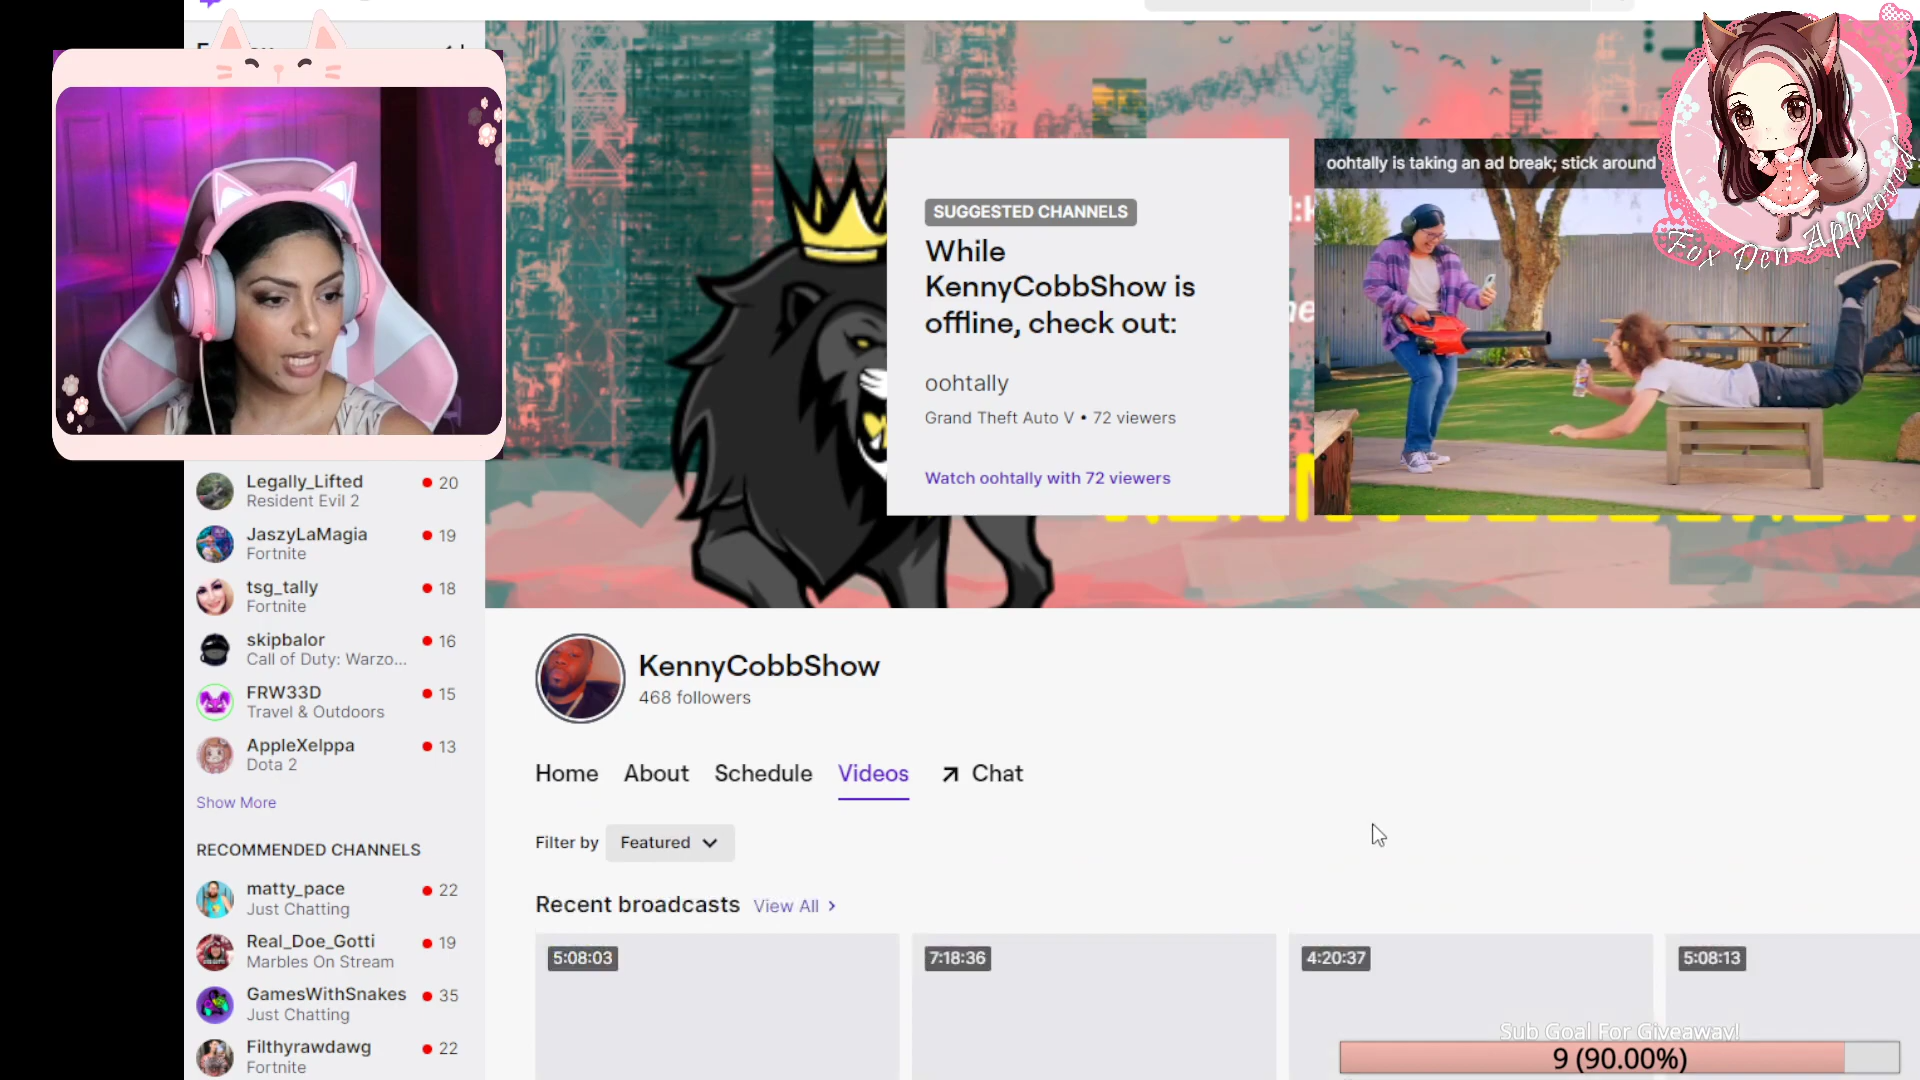 SUGGESTED CHANNELS
While
KennyCobbShow is
offline, check out:
oohtally
Grand Theft Auto V • 72 viewers
Watch oohtally with 72 viewers
oohtally is taking an ad break; stick around
Fox Den Approved
Legally_Lifted
20
Resident Evil 2
JaszyLaMagia
19
Fortnite
tsg_tally
18
Fortnite
skipbalor
16
Call of Duty: Warzo...
FRW33D
15
Travel & Outdoors
AppleXelppa
13
Dota 2
Show More
RECOMMENDED CHANNELS
matty_pace
22
Just Chatting
Real_Doe_Gotti
19
Marbles On Stream
GamesWithSnakes
35
Just Chatting
Filthyrawdawg
22
Fortnite
KennyCobbShow
468 followers
Home About Schedule Videos Chat
Filter by Featured
Recent broadcasts View All
5:08:03
7:18:36
4:20:37
5:08:13
Sub Goal For Giveaway!
9 (90.00%)